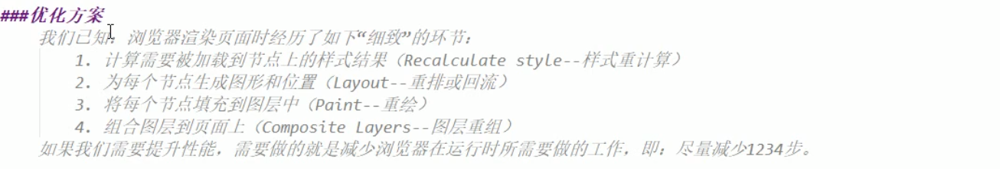 ###优化方案
我们已知：浏览器渲染页面时经历了如下“细致”的环节：
1. 计算需要被加载到节点上的样式结果（Recalculate style--样式重计算）
2. 为每个节点生成图形和位置（Layout--重排或回流）
3. 将每个节点填充到图层中（Paint--重绘）
4. 组合图层到页面上（Composite Layers--图层重组）
如果我们需要提升性能，需要做的就是减少浏览器在运行时所需要做的工作，即：尽量减少1234步。